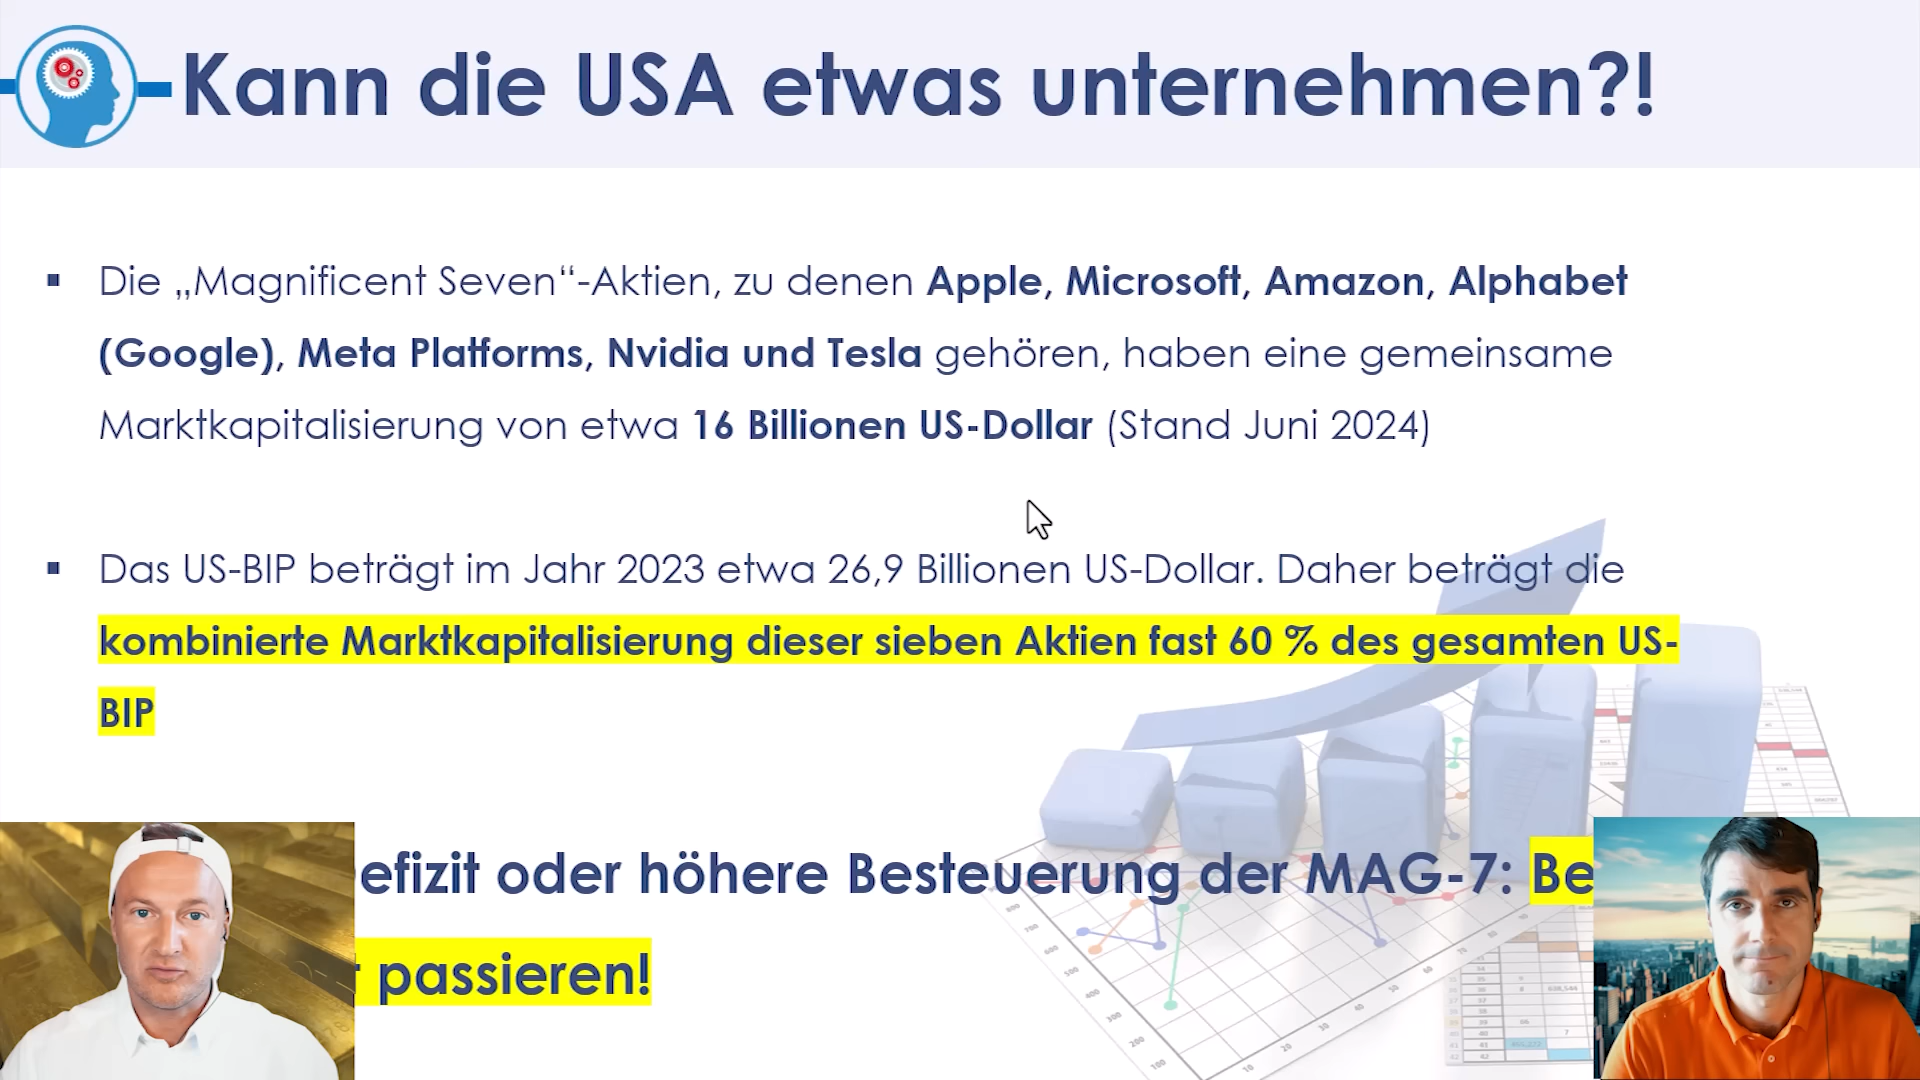 Kann die USA etwas unternehmen?!
▪ Die „Magnificent Seven“-Aktien, zu denen Apple, Microsoft, Amazon, Alphabet
(Google), Meta Platforms, Nvidia und Tesla gehören, haben eine gemeinsame
Marktkapitalisierung von etwa 16 Billionen US-Dollar (Stand Juni 2024)
▪ Das US-BIP beträgt im Jahr 2023 etwa 26,9 Billionen US-Dollar. Daher beträgt die
kombinierte Marktkapitalisierung dieser sieben Aktien fast 60 % des gesamten US-
BIP
efizit oder höhere Besteuerung der MAG-7: Be
passieren!